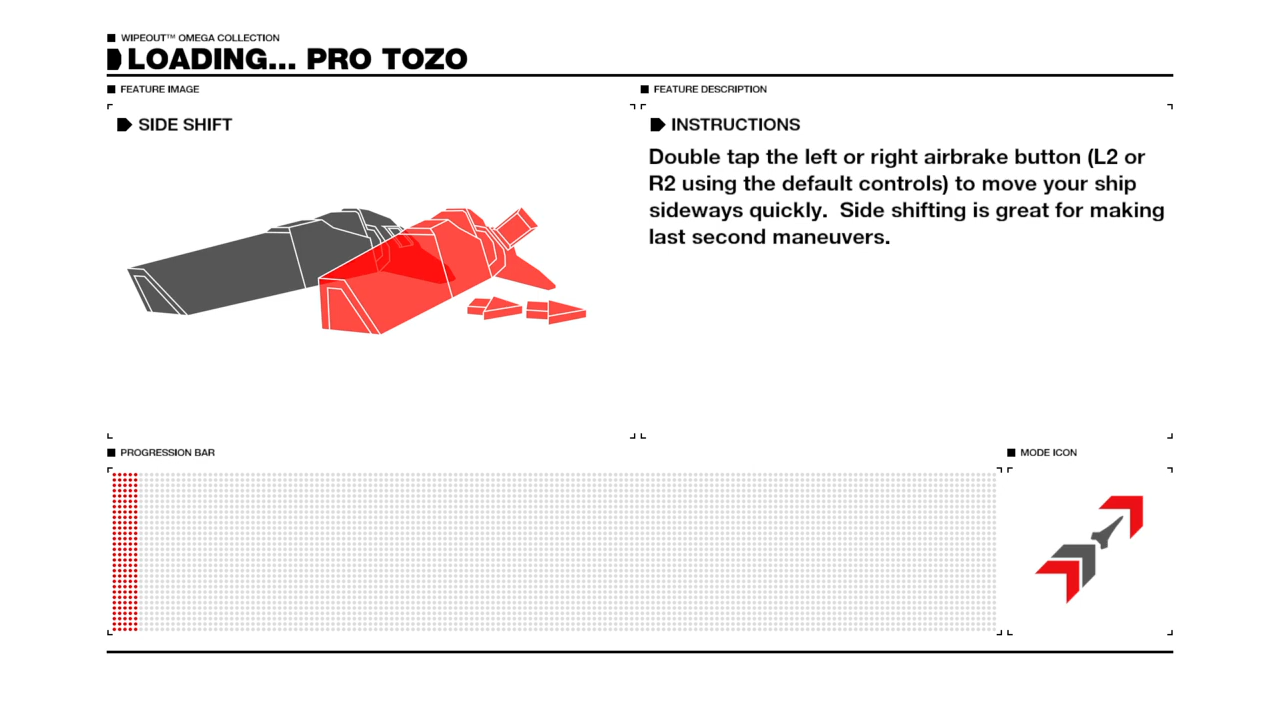 WIPEOUT™ OMEGA COLLECTION
LOADING... PRO TOZO
FEATURE IMAGE
SIDE SHIFT
FEATURE DESCRIPTION
INSTRUCTIONS
Double tap the left or right airbrake button (L2 or
R2 using the default controls) to move your ship
sideways quickly.  Side shifting is great for making
last second maneuvers.
PROGRESSION BAR
MODE ICON